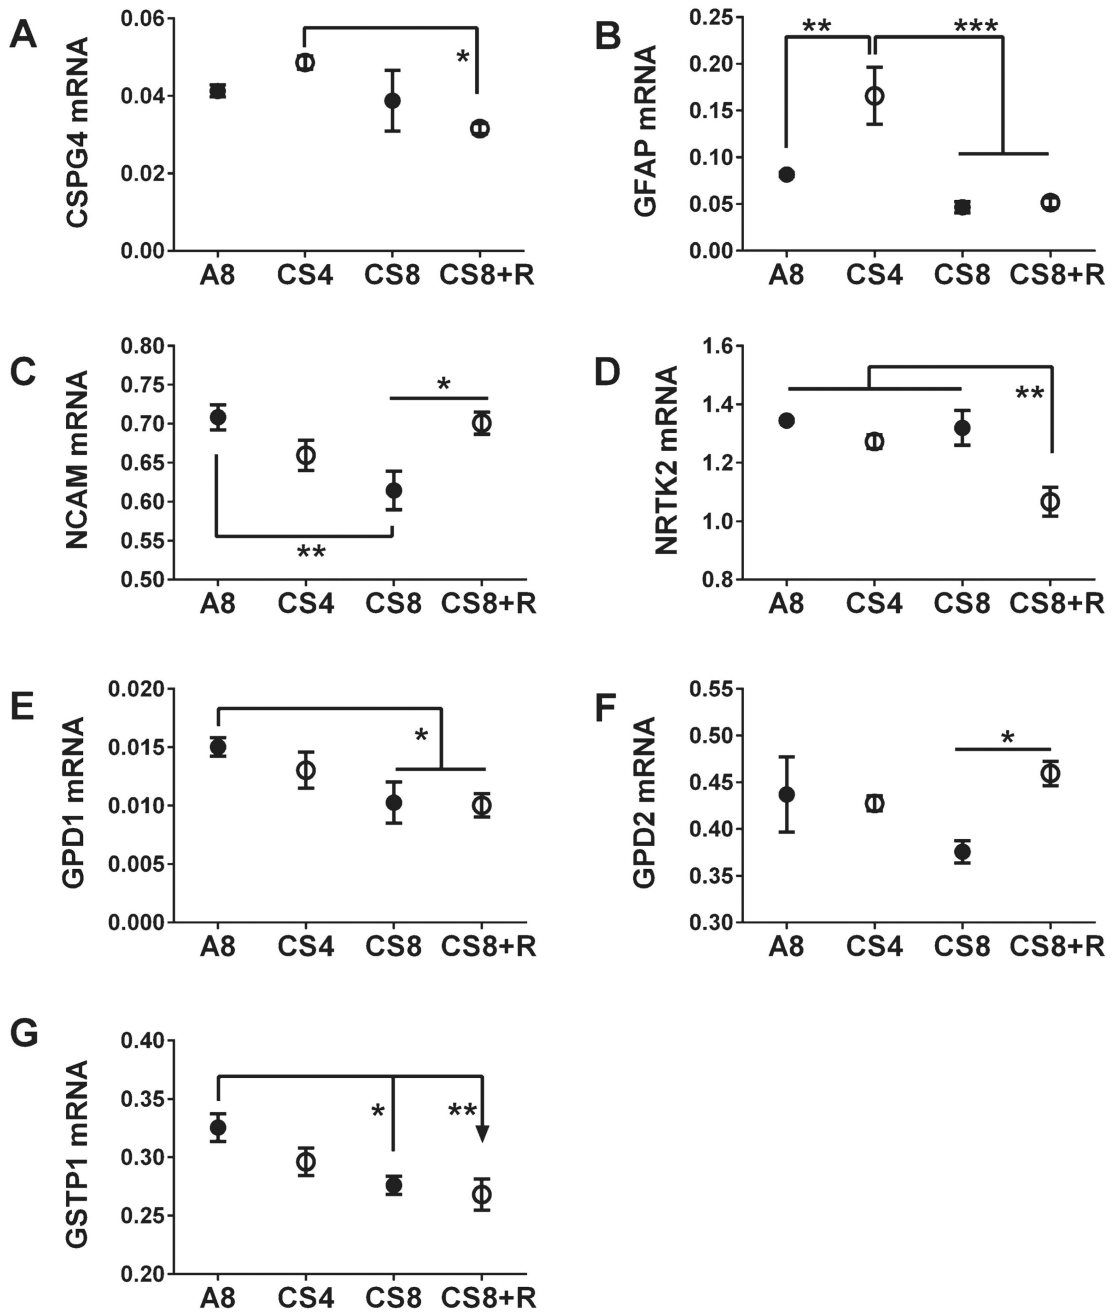 A
CSPG4 mRNA
0.06
0.04
0.02
0.00
*
A8 CS4 CS8 CS8+R
B
GFAP mRNA
0.25
0.20
0.15
0.10
0.05
0.00
** ***
A8 CS4 CS8 CS8+R
C
NCAM mRNA
0.80
0.75
0.70
0.65
0.60
0.55
0.50
*
**
A8 CS4 CS8 CS8+R
D
NRTK2 mRNA
1.6
1.4
1.2
1.0
0.8
**
A8 CS4 CS8 CS8+R
E
GPD1 mRNA
0.020
0.015
0.010
0.005
0.000
*
A8 CS4 CS8 CS8+R
F
GPD2 mRNA
0.55
0.50
0.45
0.40
0.35
0.30
*
A8 CS4 CS8 CS8+R
G
GSTP1 mRNA
0.40
0.35
0.30
0.25
0.20
* **
A8 CS4 CS8 CS8+R